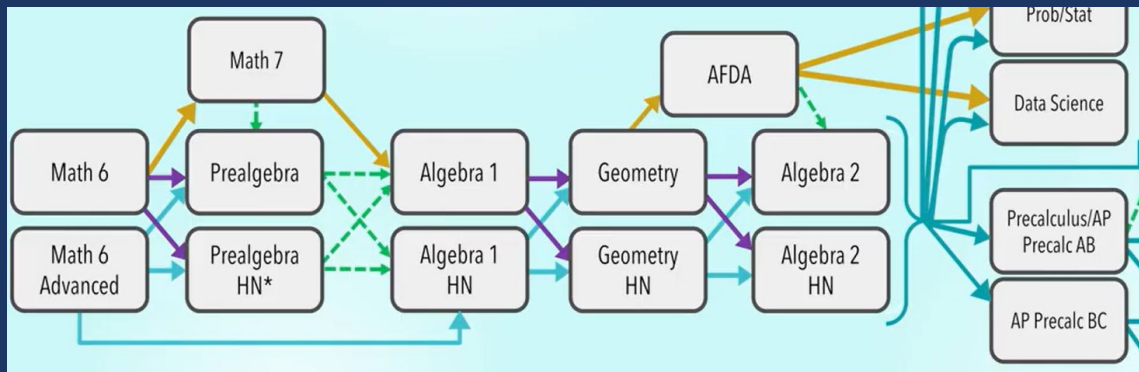 Math 7
AFDA
Prob/Stat
Data Science
Math 6
Prealgebra
Algebra 1
Geometry
Algebra 2
Math 6
Advanced
Prealgebra
HN*
Algebra 1
HN
Geometry
HN
Algebra 2
HN
Precalculus/AP
Precalc AB
AP Precalc BC